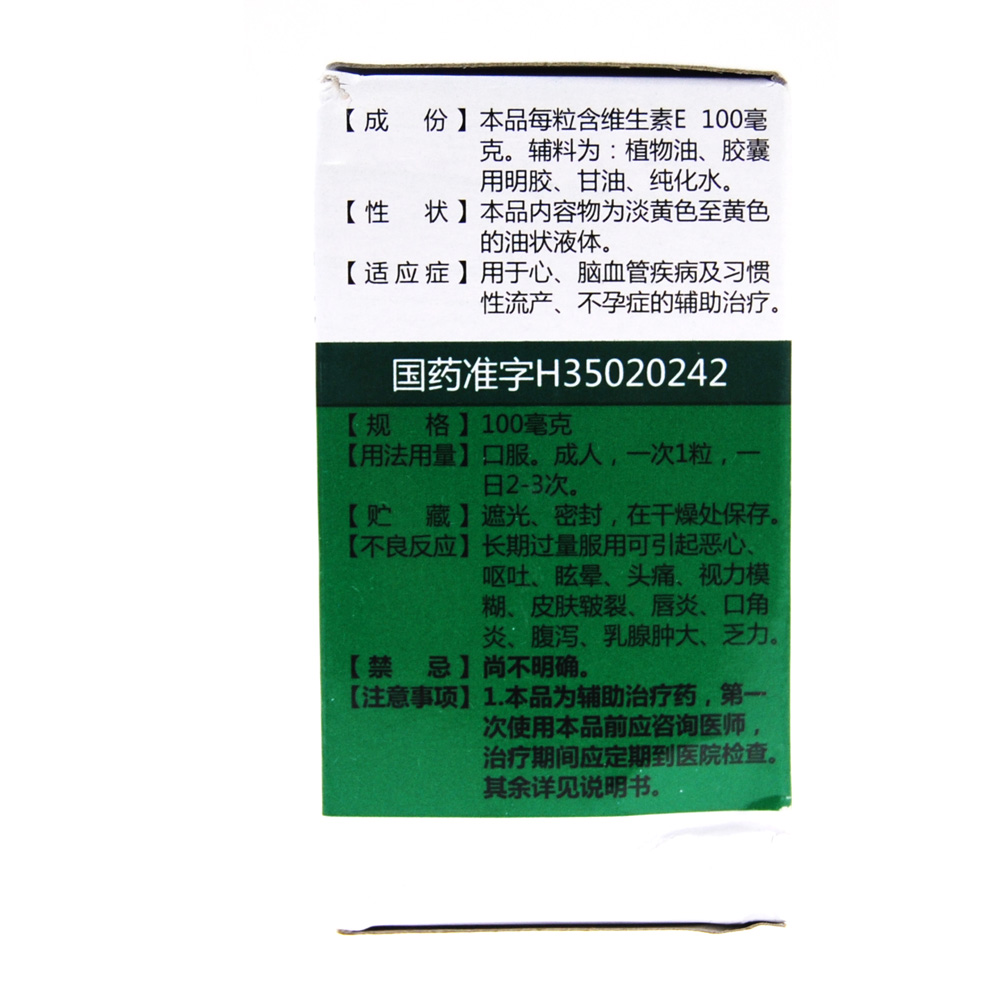 【成 份】本品每粒含维生素E 100毫
克。辅料为：植物油、胶囊
用明胶、甘油、纯化水。
【性 状】本品内容物为淡黄色至黄色
的油状液体。
【适应症】用于心、脑血管疾病及习惯
性流产、不孕症的辅助治疗。
国药准字H35020242
【规 格】100毫克
【用法用量】口服。成人，一次1粒，一
日2-3次。
【贮 藏】遮光、密封，在干燥处保存。
【不良反应】长期过量服用可引起恶心、
呕吐、眩晕、头痛、视力模
糊、皮肤皲裂、唇炎、口角
炎、腹泻、乳腺肿大、乏力。
【禁 忌】尚不明确。
【注意事项】1.本品为辅助治疗药，第一
次使用本品前应咨询医师，
治疗期间应定期到医院检查。
其余详见说明书。